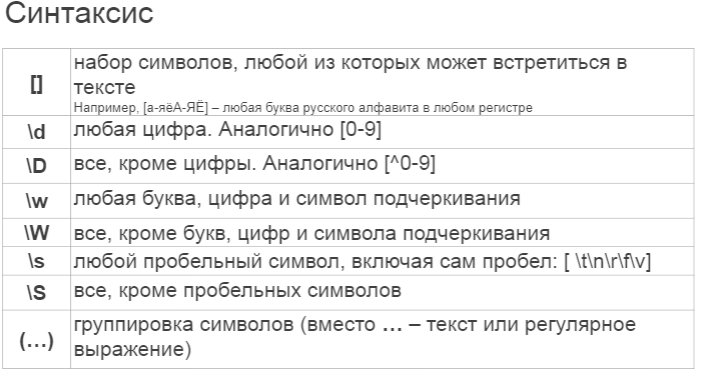 Синтаксис
[] набор символов, любой из которых может встретиться в
тексте
Например, [а-яёА-ЯЁ] – любая буква русского алфавита в любом регистре
\d любая цифра. Аналогично [0-9]
\D все, кроме цифры. Аналогично [^0-9]
\w любая буква, цифра и символ подчеркивания
\W все, кроме букв, цифр и символа подчеркивания
\s любой пробельный символ, включая сам пробел: [ \t\n\r\f\v]
\S все, кроме пробельных символов
(…) группировка символов (вместо … – текст или регулярное
выражение)